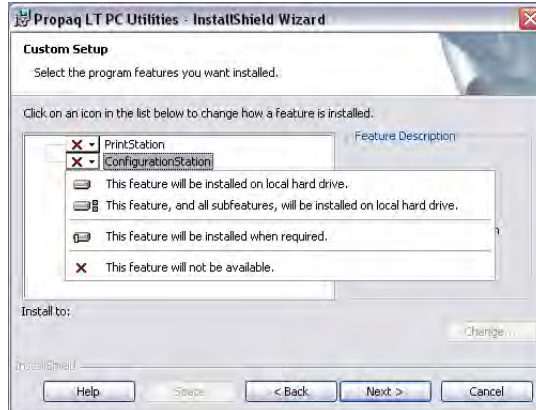 Propaq LT PC Utilities - InstallShield Wizard
Custom Setup
Select the program features you want installed.
Click on an icon in the list below to change how a feature is installed.
PrintStation
Feature Description
ConfigurationStation
This feature will be installed on local hard drive.
This feature, and all subfeatures, will be installed on local hard drive.
This feature will be installed when required.
This feature will not be available.
Install to:
Change...
InstallShield
Help Space < Back Next > Cancel